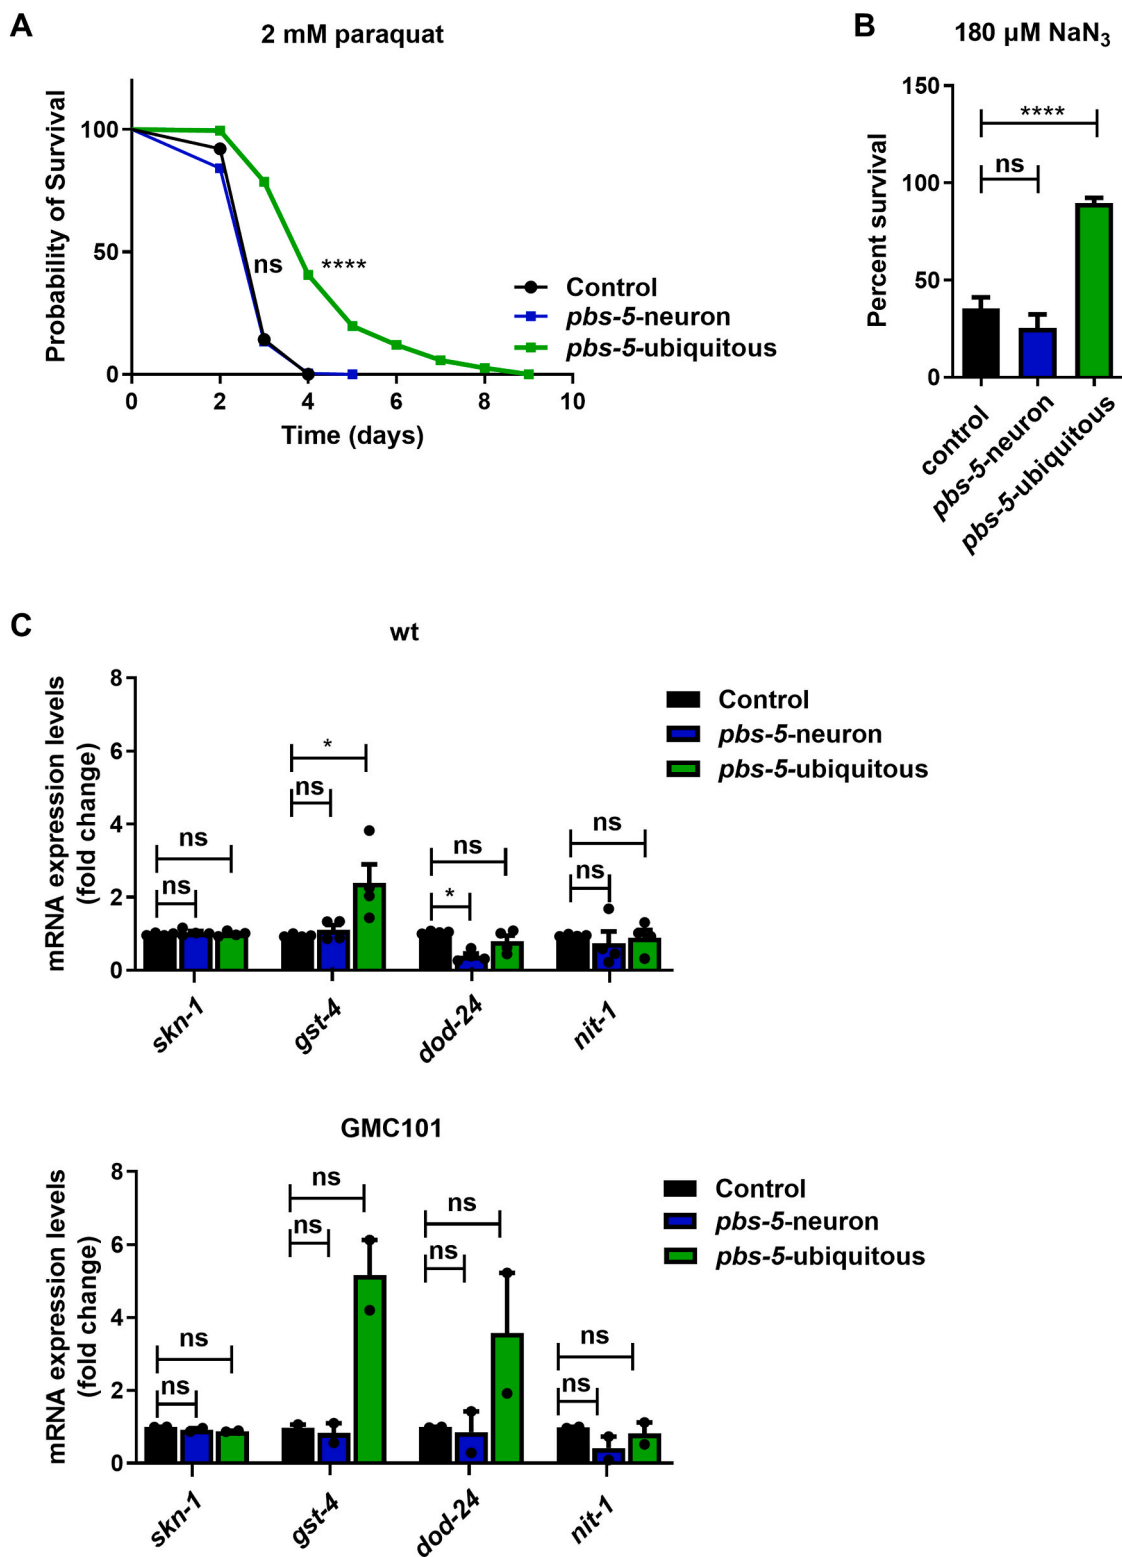 A
2 mM paraquat
Probability of Survival
100
50
0
0 2 4 6 8 10
Time (days)
ns
****
Control
pbs-5-neuron
pbs-5-ubiquitous
B
180 µM NaN3
Percent survival
150
100
50
0
****
ns
control
pbs-5-neuron
pbs-5-ubiquitous
C
wt
mRNA expression levels
(fold change)
8
6
4
2
0
ns
ns
*
ns
ns
*
ns
ns
skn-1
gst-4
dod-24
nit-1
Control
pbs-5-neuron
pbs-5-ubiquitous
GMC101
mRNA expression levels
(fold change)
8
6
4
2
0
ns
ns
ns
ns
ns
ns
ns
ns
skn-1
gst-4
dod-24
nit-1
Control
pbs-5-neuron
pbs-5-ubiquitous